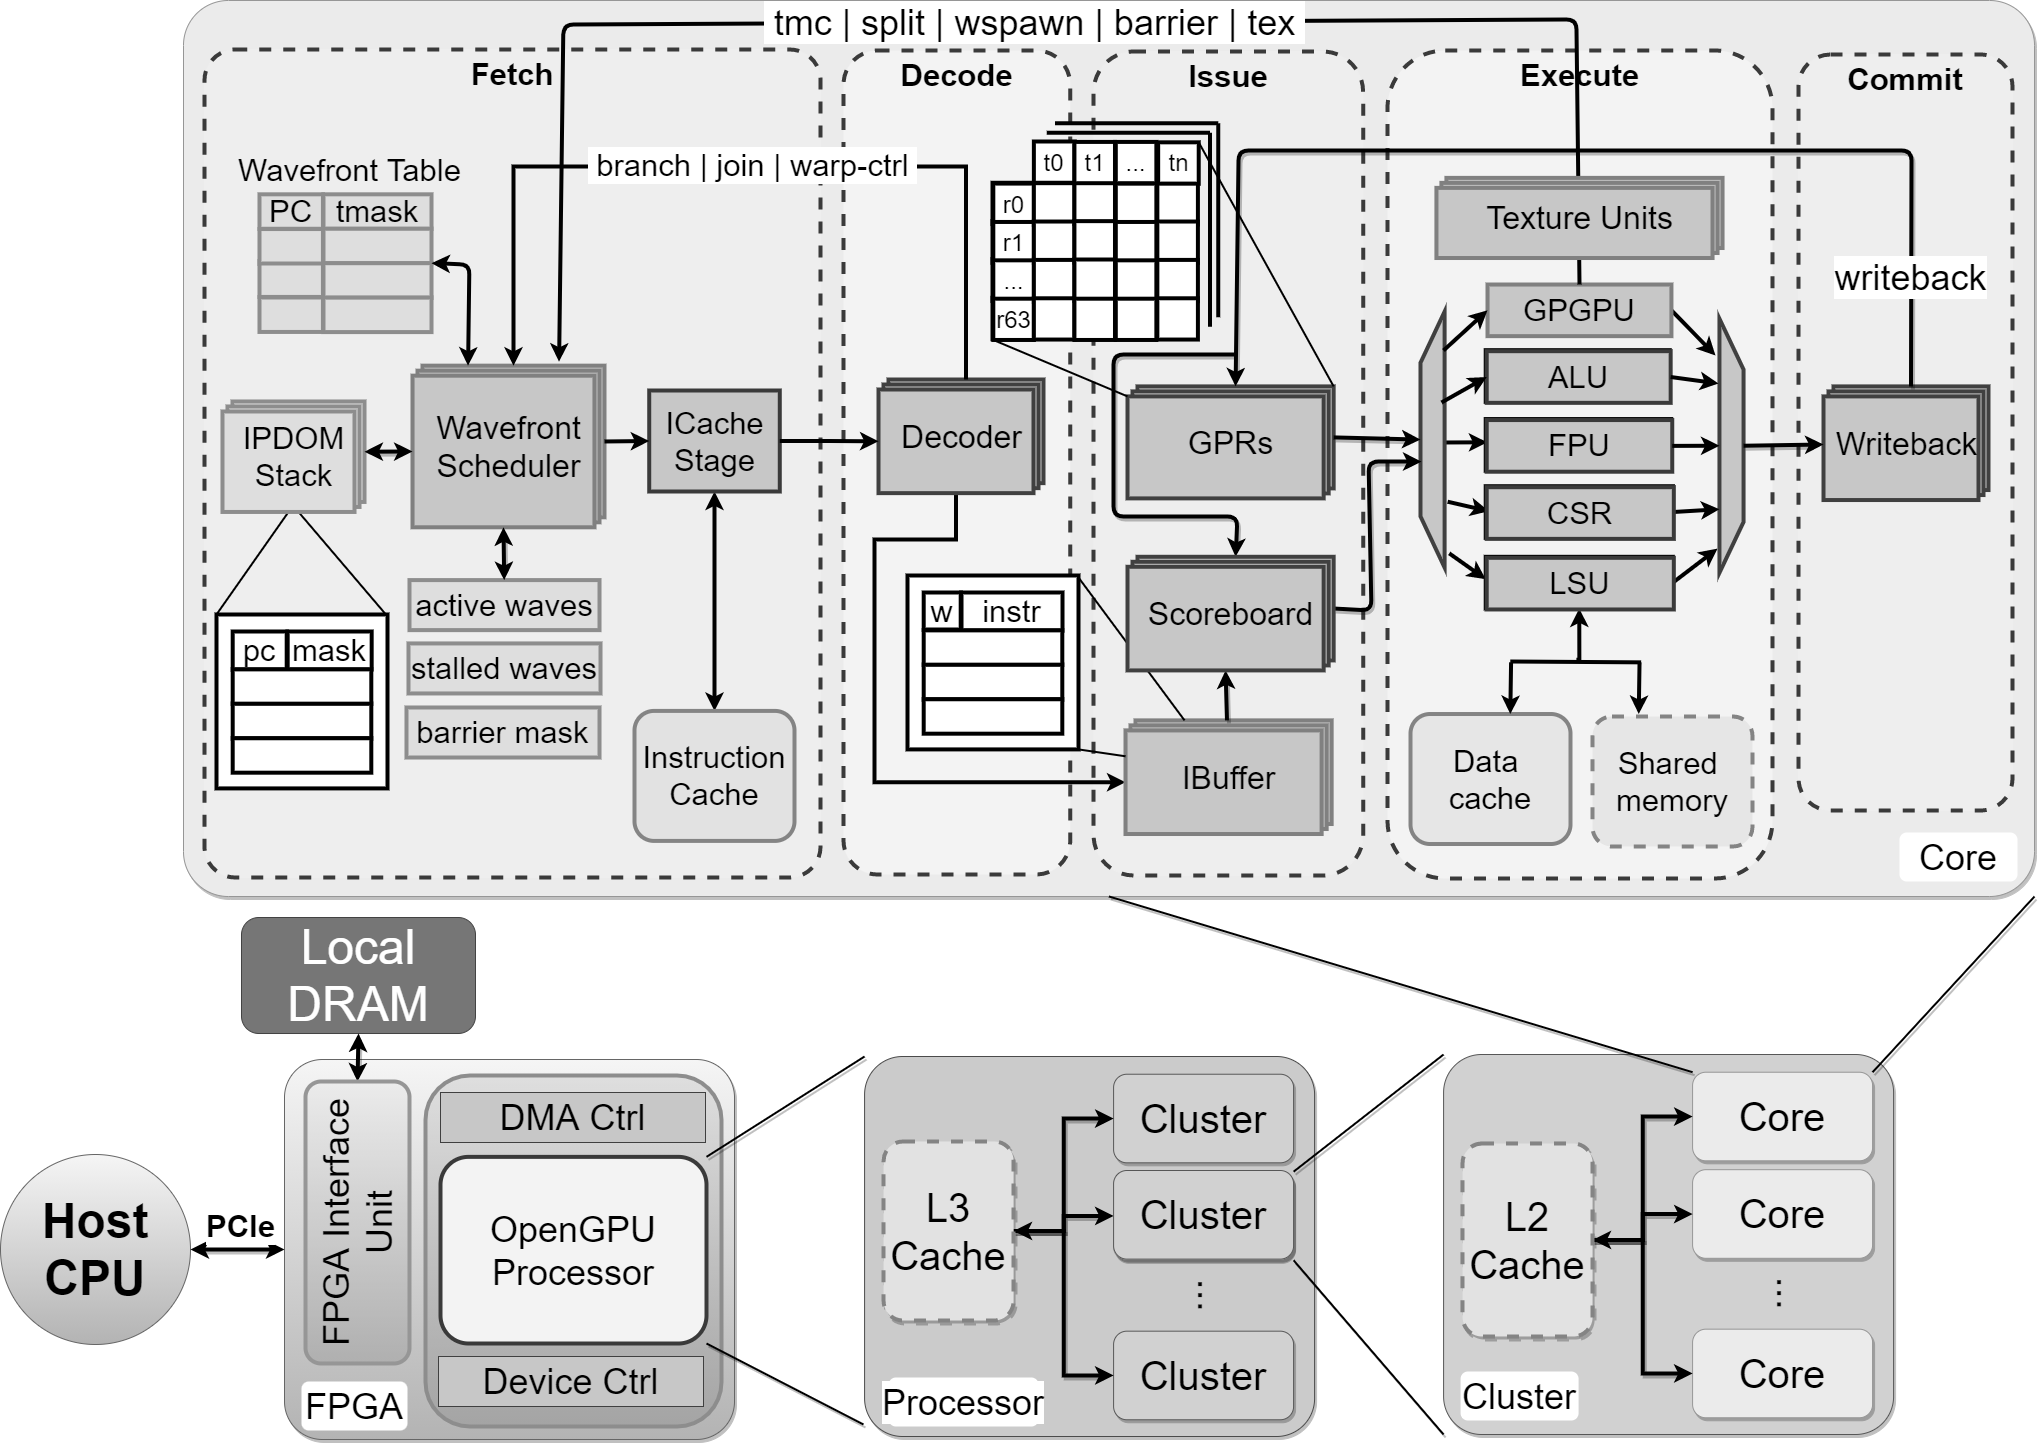 tmc | split | wspawn | barrier | tex
Fetch
Decode
Issue
Execute
Commit
branch | join | warp-ctrl
Wavefront Table
PC tmask
IPDOM
Stack
Wavefront
Scheduler
ICache
Stage
pc mask
active waves
stalled waves
barrier mask
Instruction
Cache
Decoder
t0 t1 ... tn
r0
r1
...
r63
GPRs
w instr
Scoreboard
IBuffer
Texture Units
GPGPU
ALU
FPU
CSR
LSU
Data
cache
Shared
memory
writeback
Writeback
Core
Local
DRAM
Host
CPU
PCIe
FPGA Interface
Unit
DMA Ctrl
OpenGPU
Processor
Device Ctrl
FPGA
L3
Cache
Cluster
Cluster
...
Cluster
Processor
L2
Cache
Core
Core
...
Core
Cluster